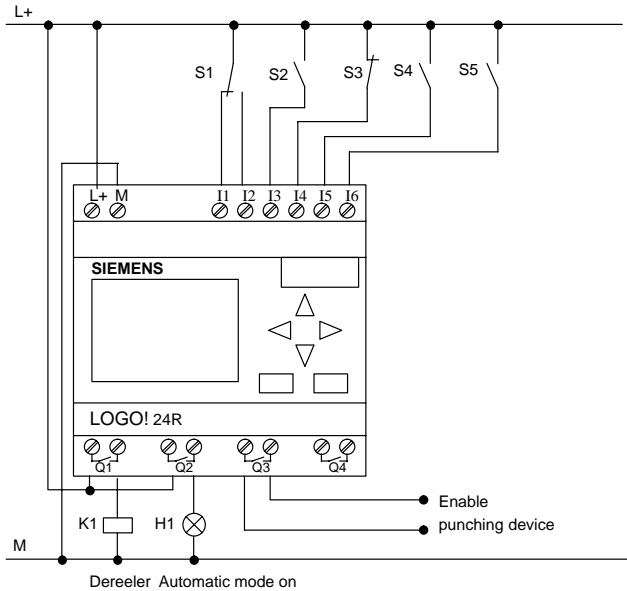 L+
S1 S2 S3 S4 S5
L+ M I1 I2 I3 I4 I5 I6
SIEMENS
LOGO! 24R
Q1 Q2 Q3 Q4
Enable
K1 H1 punching device
M
Dereeler Automatic mode on